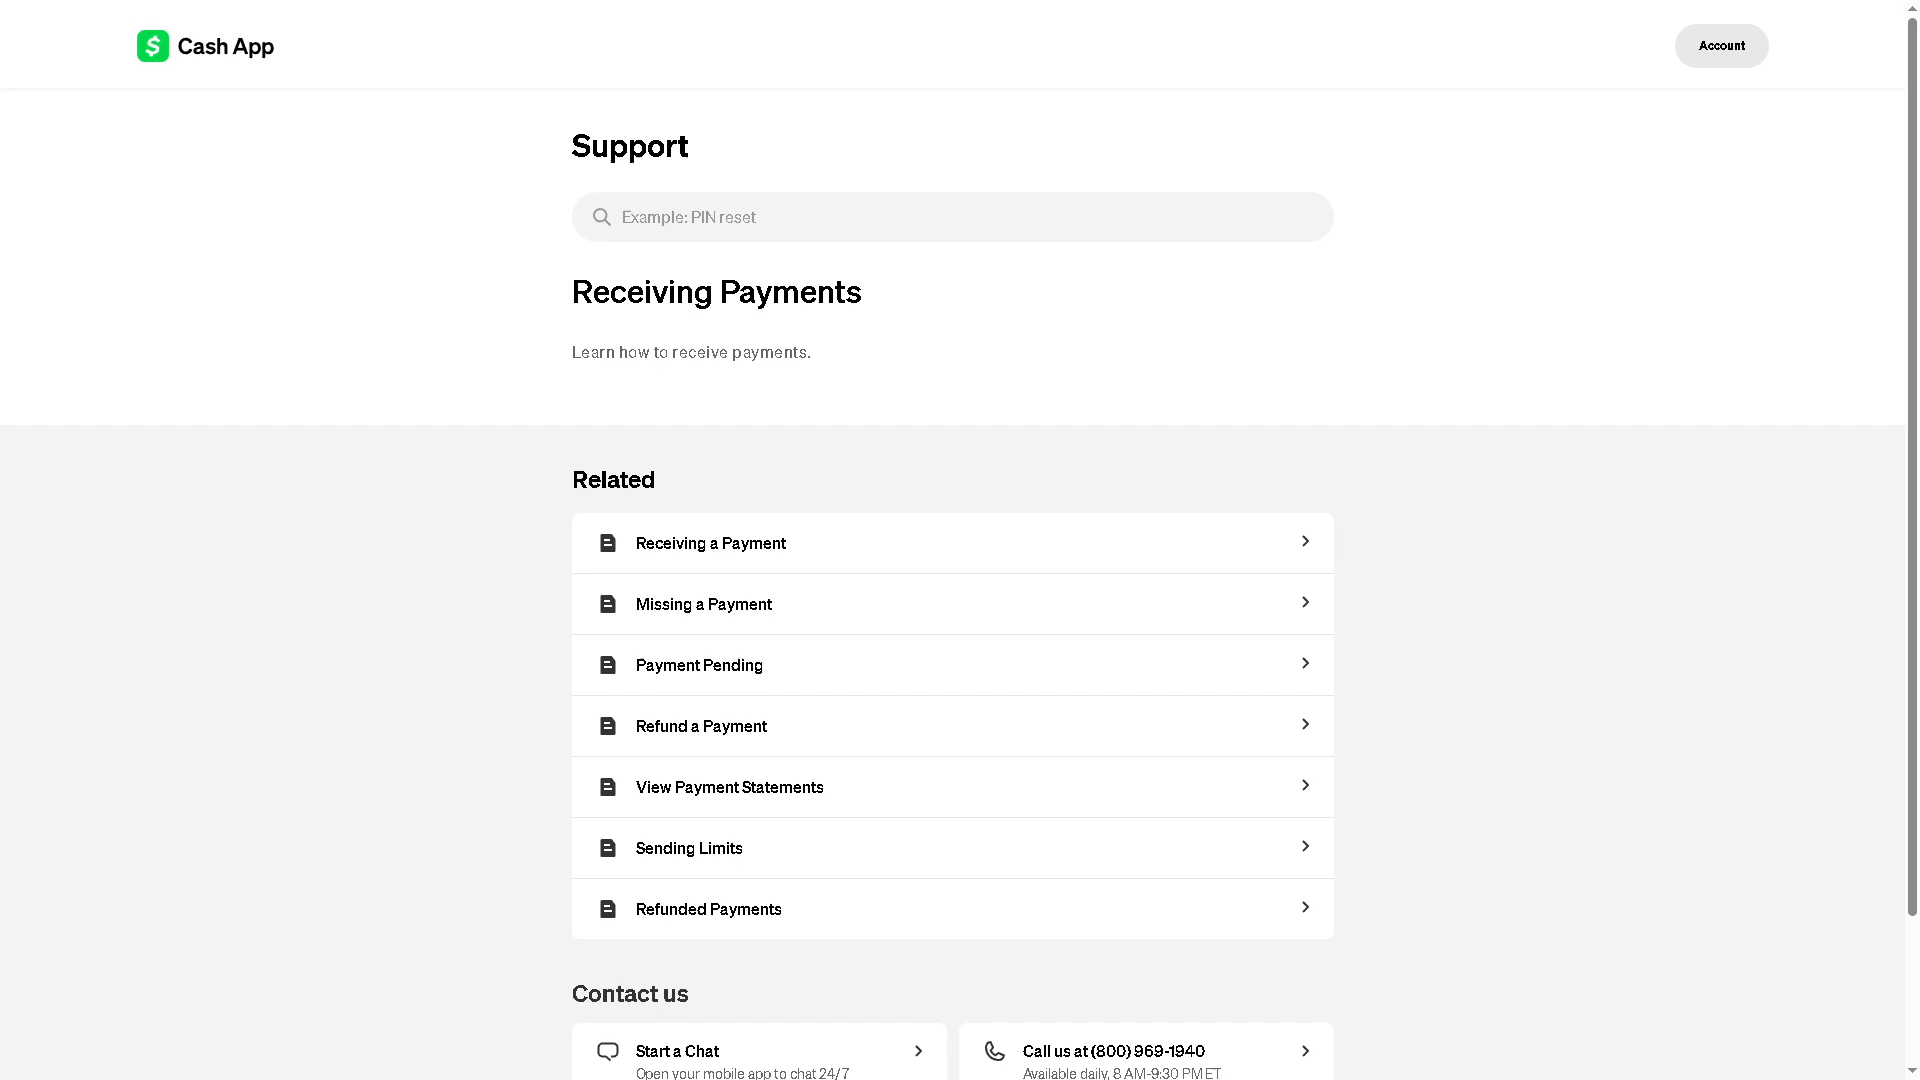 Cash App
Account
Support
Example: PIN reset
Receiving Payments
Learn how to receive payments.
Related
Receiving a Payment
Missing a Payment
Payment Pending
Refund a Payment
View Payment Statements
Sending Limits
Refunded Payments
Contact us
Start a Chat
Open your mobile app to chat 24/7
Call us at (800) 969-1940
Available daily, 8 AM-9:30 PM ET